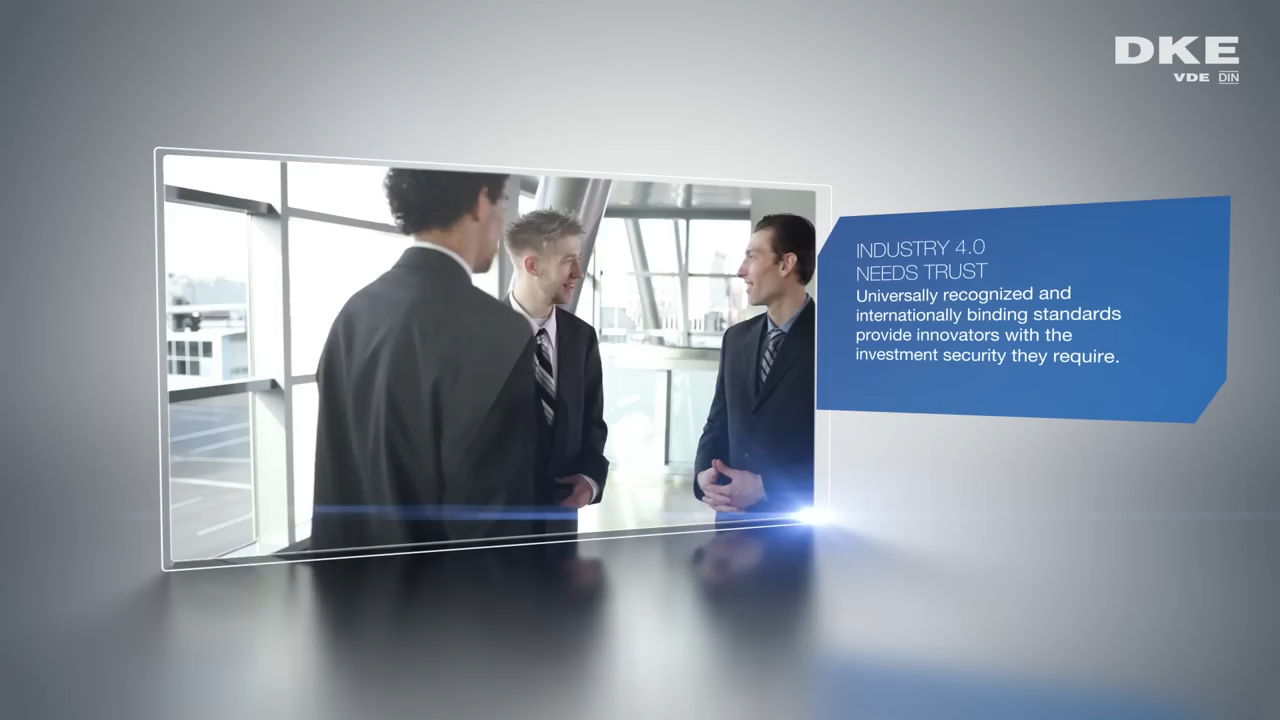 DKE
VDE DIN
INDUSTRY 4.0
NEEDS TRUST
Universally recognized and
internationally binding standards
provide innovators with the
investment security they require.